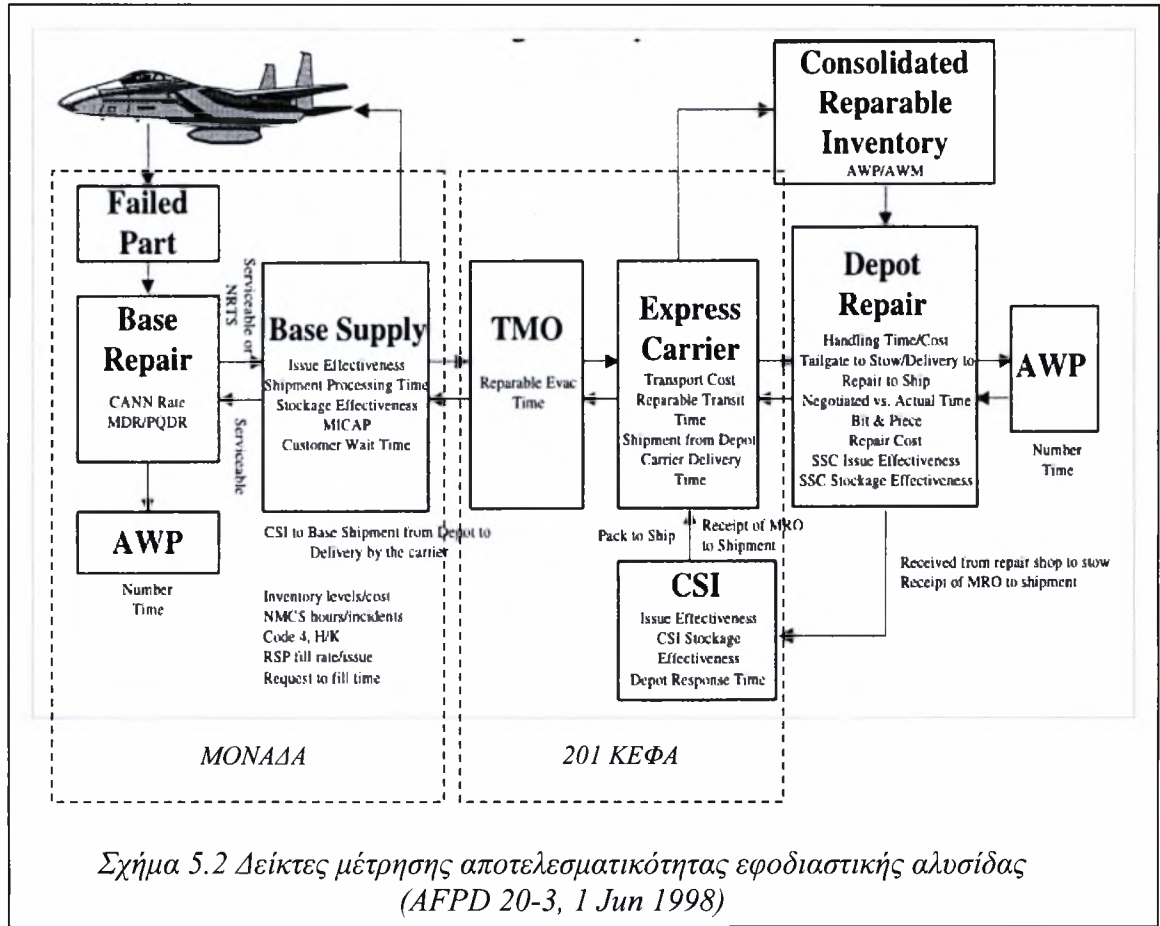 Consolidated
Reparable
Inventory
AWP/AWM
Failed
Part
Base
Repair
CANN Rate
MDR/PQDR
Serviceable or
NRTS
Serviceable
Base Supply
Issue Effectiveness
Shipment Processing Time
Stockage Effectiveness
MICAP
Customer Wait Time
TMO
Reparable Evac
Time
Express
Carrier
Transport Cost
Reparable Transit
Time
Shipment from Depot
Carrier Delivery
Time
Depot
Repair
Handling Time/Cost
Tailgate to Stow/Delivery to
Repair to Ship
Negotiated vs. Actual Time
Bit & Piece
Repair Cost
SSC Issue Effectiveness
SSC Stockage Effectiveness
AWP
Number
Time
AWP
Number
Time
CSI to Base Shipment from Depot to
Delivery by the carrier
Inventory levels/cost
NMCS hours/incidents
Code 4, H/K
RSP fill rate/issue
Request to fill time
Pack to Ship
Receipt of MRO
to Shipment
CSI
Issue Effectiveness
CSI Stockage
Effectiveness
Depot Response Time
Received from repair shop to stow
Receipt of MRO to shipment
ΜΟΝΑΔΑ
201 ΚΕΦΑ
Σχήμα 5.2 Δείκτες μέτρησης αποτελεσματικότητας εφοδιαστικής αλυσίδας
(AFPD 20-3, 1 Jun 1998)